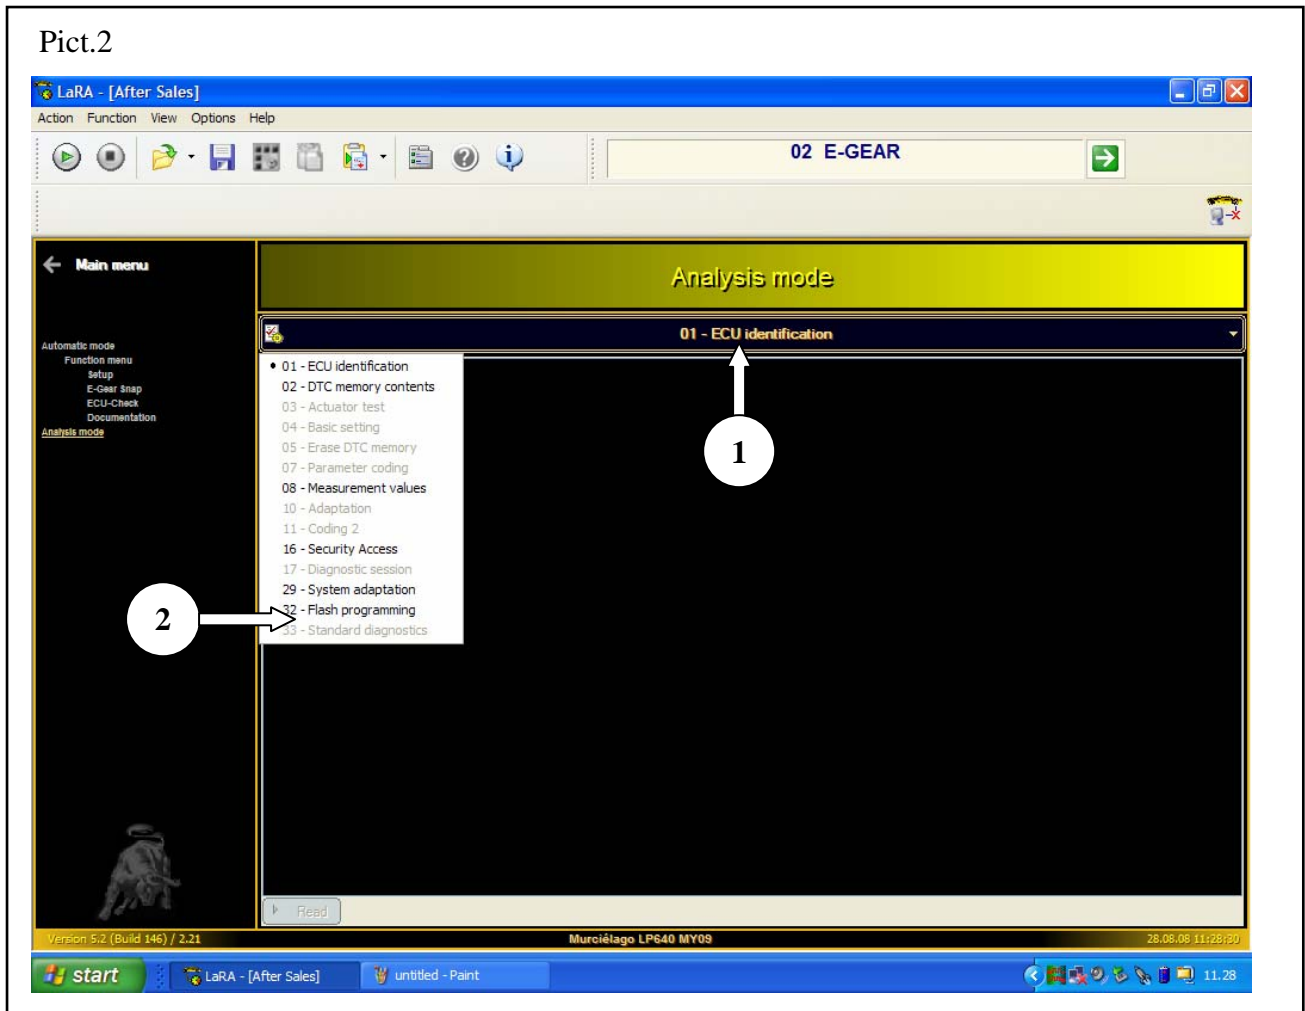 Pict.2
LaRA - [After Sales]
Action Function View Options Help
02 E-GEAR
Main menu
Analysis mode
01 - ECU identification
Automatic mode
Function menu
Setup
E-Gear Snap
ECU-Check
Documentation
Analysis mode
01 - ECU identification
02 - DTC memory contents
03 - Actuator test
04 - Basic setting
05 - Erase DTC memory
07 - Parameter coding
08 - Measurement values
10 - Adaptation
11 - Coding 2
16 - Security Access
17 - Diagnostic session
29 - System adaptation
32 - Flash programming
33 - Standard diagnostics
1
2
Read
Version 5.2 (Build 146) / 2.21
Murciélago LP640 MY09
28.08.08 11:28:30
start
LaRA - [After Sales]
untitled - Paint
11.28